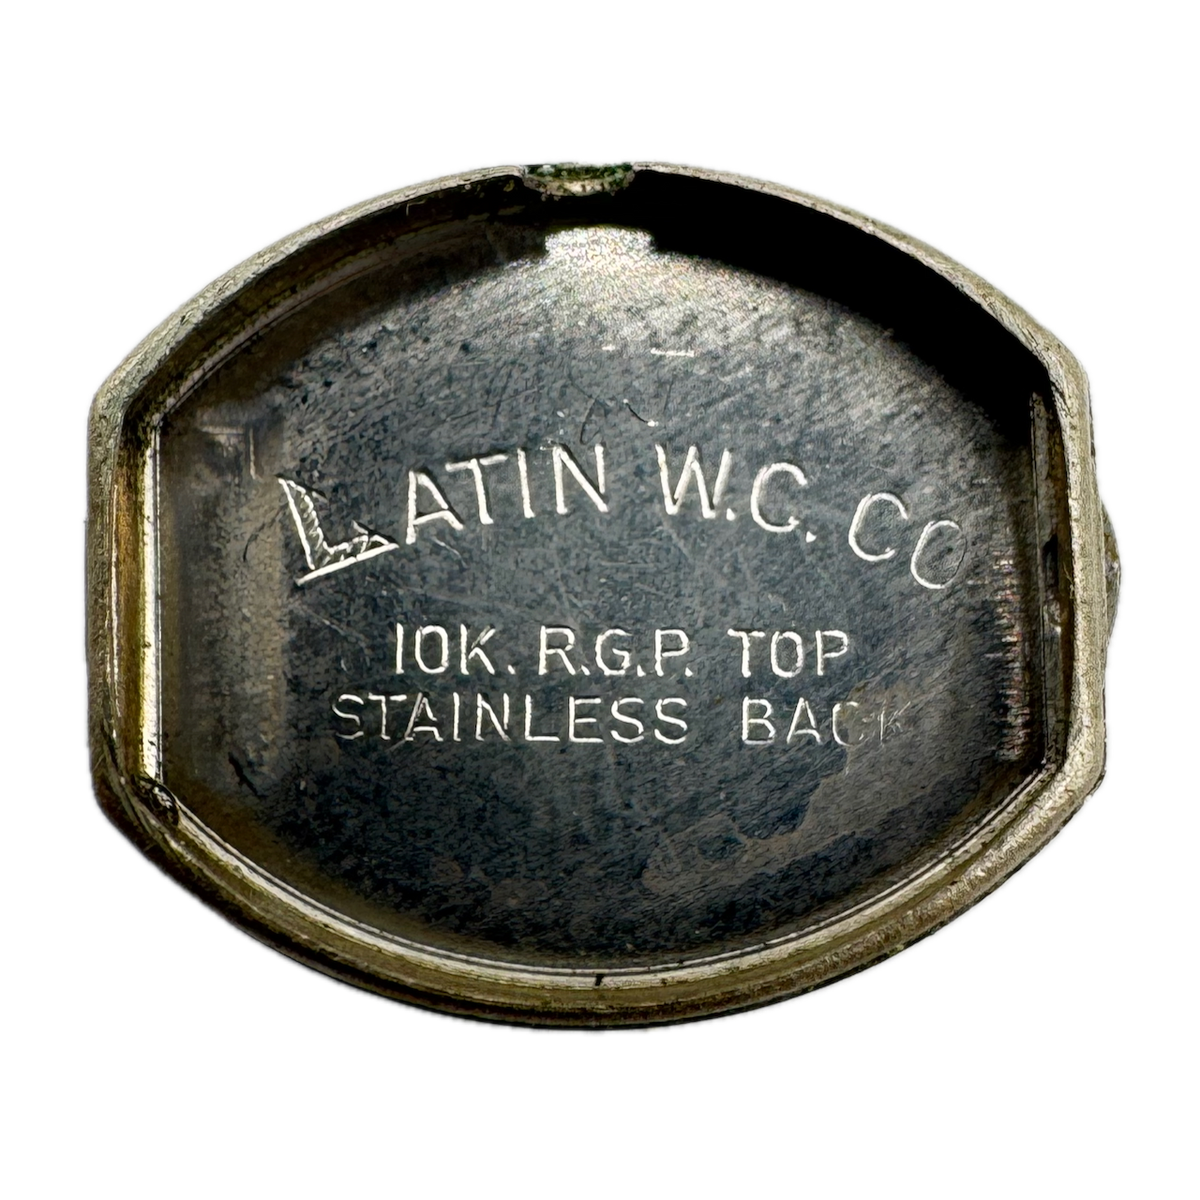 LATIN W.C. CO
10K. R.G.P. TOP
STAINLESS BACK